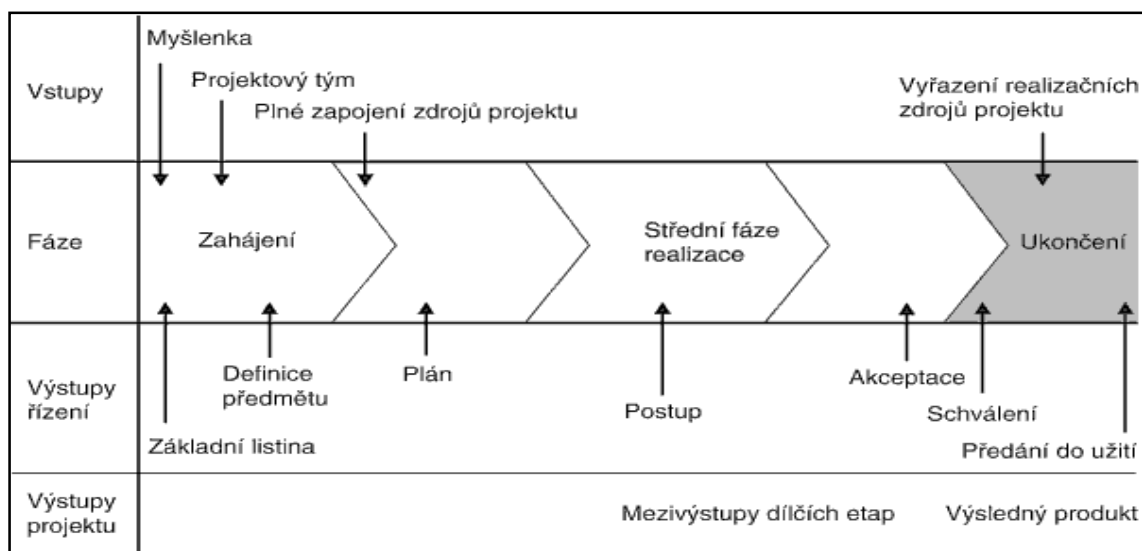 Vstupy
Myšlenka
Projektový tým
Plné zapojení zdrojů projektu
Vyřazení realizačních
zdrojů projektu
Fáze
Zahájení
Střední fáze
realizace
Ukončení
Výstupy
řízení
Základní listina
Definice
předmětu
Plán
Postup
Akceptace
Schválení
Předání do užití
Výstupy
projektu
Mezivýstupy dílčích etap
Výsledný produkt